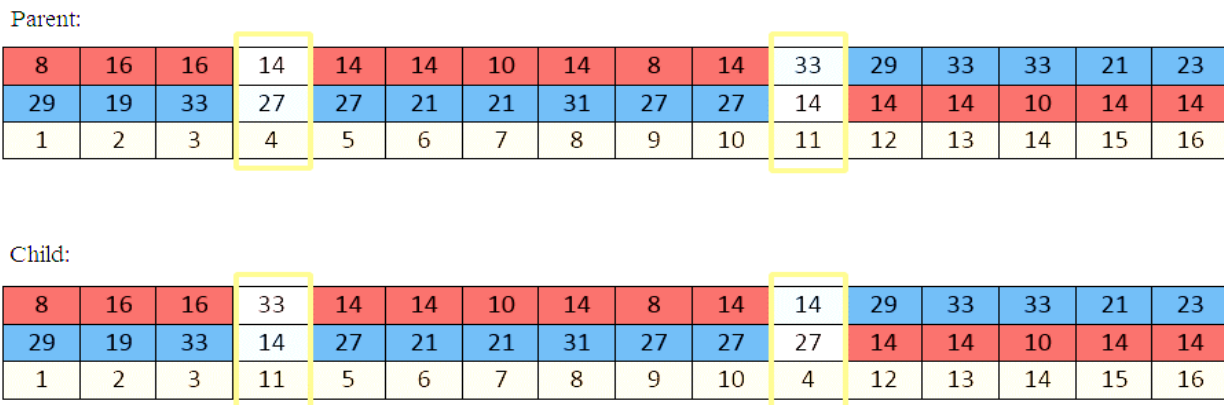 Parent:
8 16 16 14 14 14 10 14 8 14 33 29 33 33 21 23
29 19 33 27 27 21 21 31 27 27 14 14 14 10 14 14
1 2 3 4 5 6 7 8 9 10 11 12 13 14 15 16
Child:
8 16 16 33 14 14 10 14 8 14 14 29 33 33 21 23
29 19 33 14 27 21 21 31 27 27 27 14 14 10 14 14
1 2 3 11 5 6 7 8 9 10 4 12 13 14 15 16